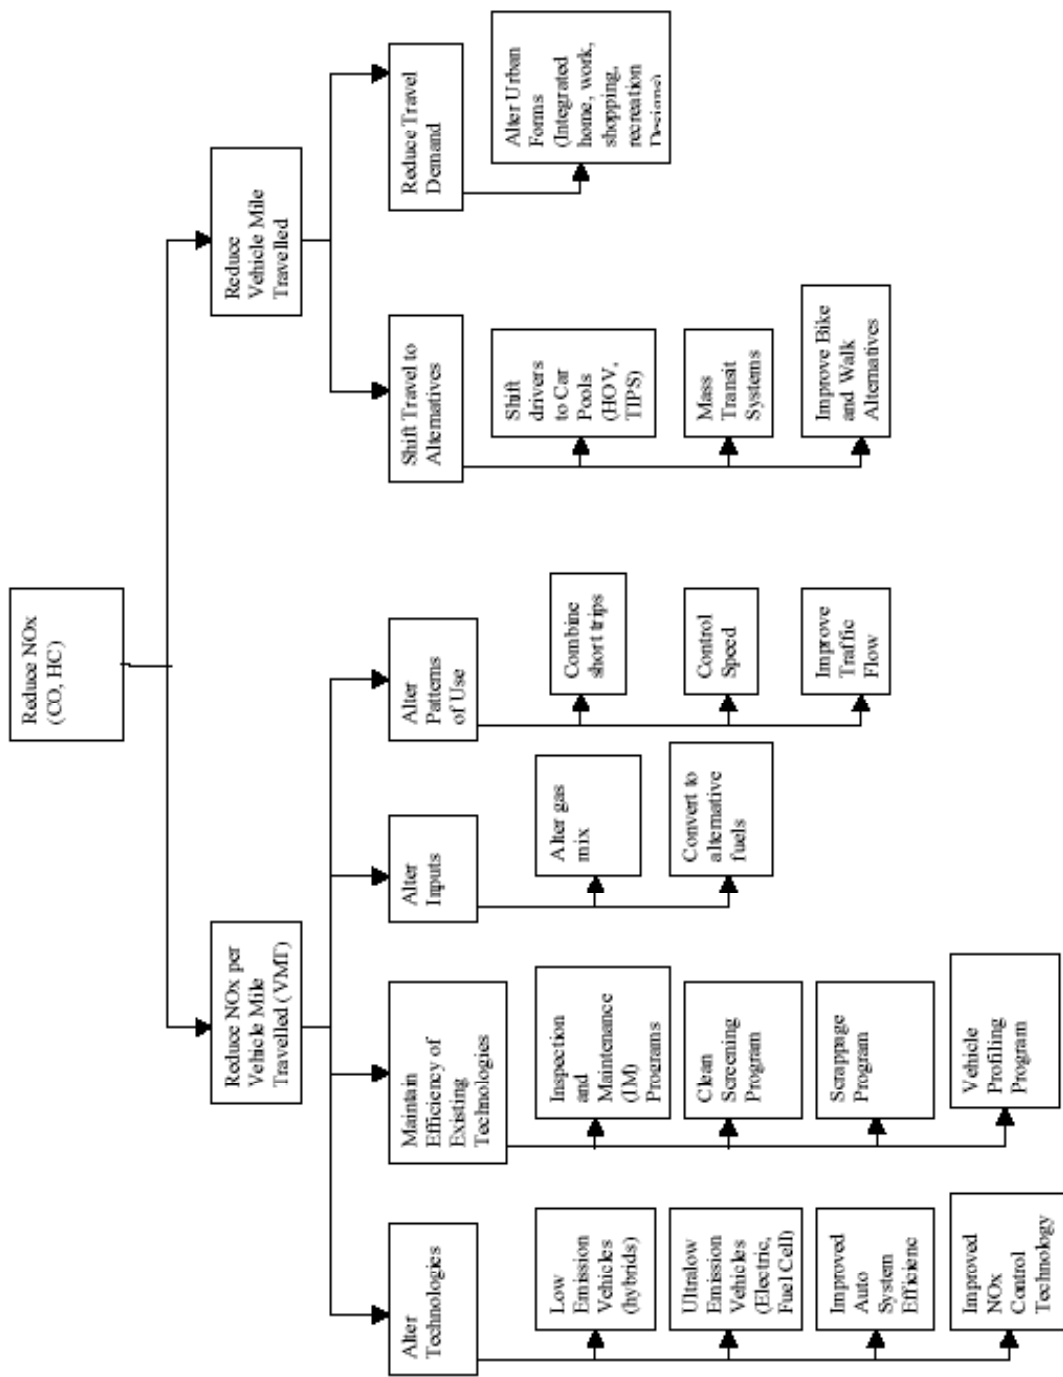 Reduce NOx
(CO, HC)
Reduce NOx per
Vehicle Mile
Travelled (VMT)
Reduce
Vehicle Mile
Travelled
Alter
Technologies
Maintain
Efficiency of
Existing
Technologies
Alter
Inputs
Alter
Patterns
of Use
Shift Travel to
Alternatives
Reduce Travel
Demand
Low
Emission
Vehicles
(hybrids)
Ultralow
Emission
Vehicles
(Electric,
Fuel Cell)
Improved
Auto
System
Efficienc
Improved
NOx
Control
Technology
Inspection
and
Maintenance
(IM)
Programs
Clean
Screening
Program
Scrappage
Program
Vehicle
Profiling
Program
Alter gas
mix
Convert to
alternative
fuels
Combine
short trips
Control
Speed
Improve
Traffic
Flow
Shift
drivers
to Car
Pools
(HOV,
TIPS)
Mass
Transit
Systems
Improve Bike
and Walk
Alternatives
Alter Urban
Forms
(Integrated
home, work,
shopping,
recreation